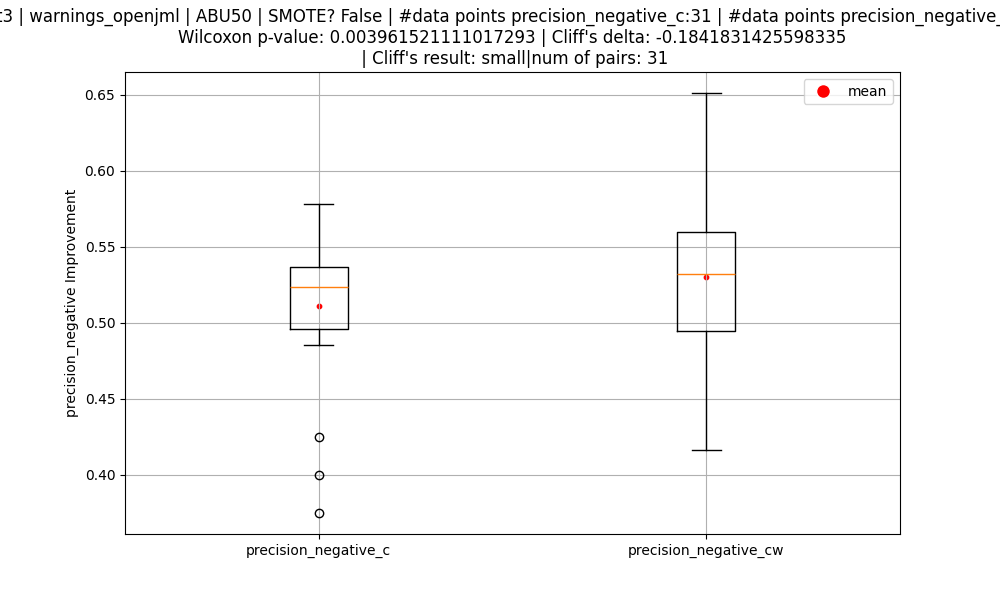 t3 | warnings_openjml | ABU50 | SMOTE? False | #data points precision_negative_c:31 | #data points precision_negative_
Wilcoxon p-value: 0.003961521111017293 | Cliff's delta: -0.1841831425598335
| Cliff's result: small|num of pairs: 31
mean
0.65
0.60
0.55
0.50
0.45
0.40
precision_negative Improvement
precision_negative_c
precision_negative_cw